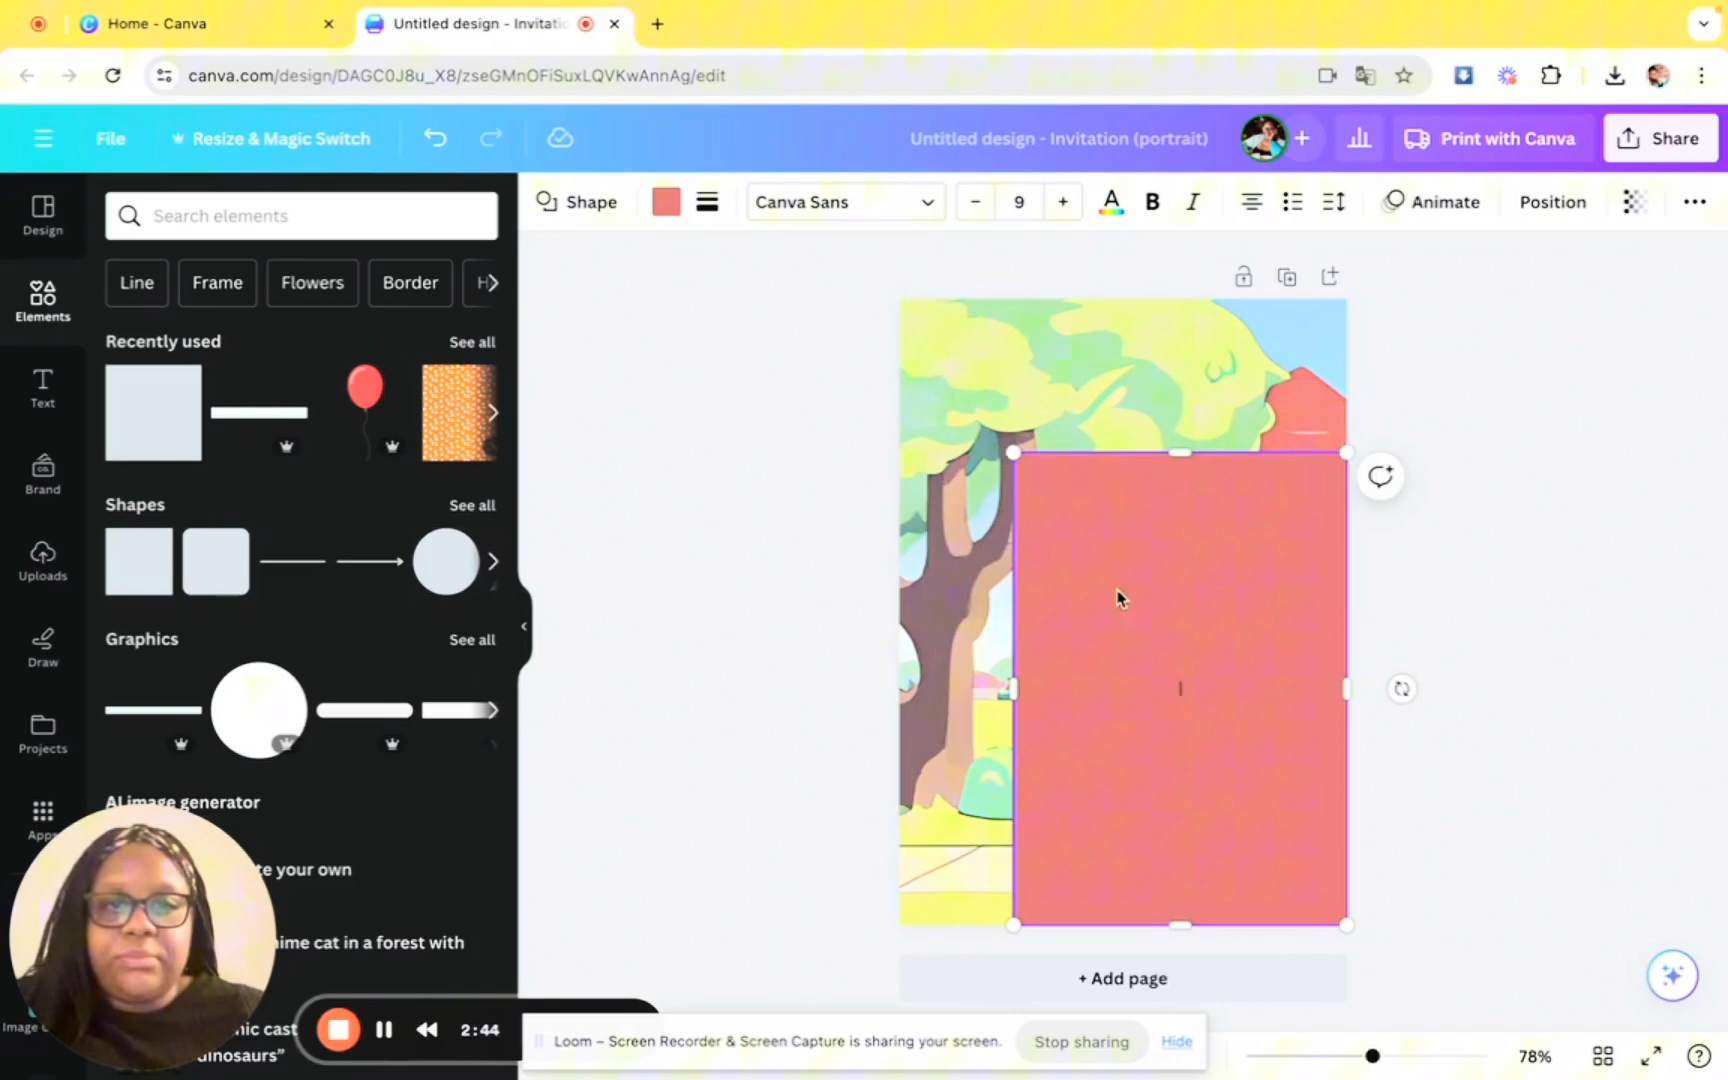 Home - Canva
Untitled design - Invitatio
canva.com/design/DAGC0J8u_X8/zseGMnOFiSuxLQVKwAnnAg/edit
File
Resize & Magic Switch
Untitled design - Invitation (portrait)
Print with Canva
Share
Design
Elements
Text
Brand
Uploads
Draw
Projects
Apps
Search elements
Line
Frame
Flowers
Border
H
Recently used
See all
Shapes
See all
Graphics
See all
AI image generator
te your own
nime cat in a forest with
nic cast
dinosaurs”
Image
Shape
Canva Sans
9
A
B
I
Animate
Position
+ Add page
2:44
Loom – Screen Recorder & Screen Capture is sharing your screen.
Stop sharing
Hide
78%